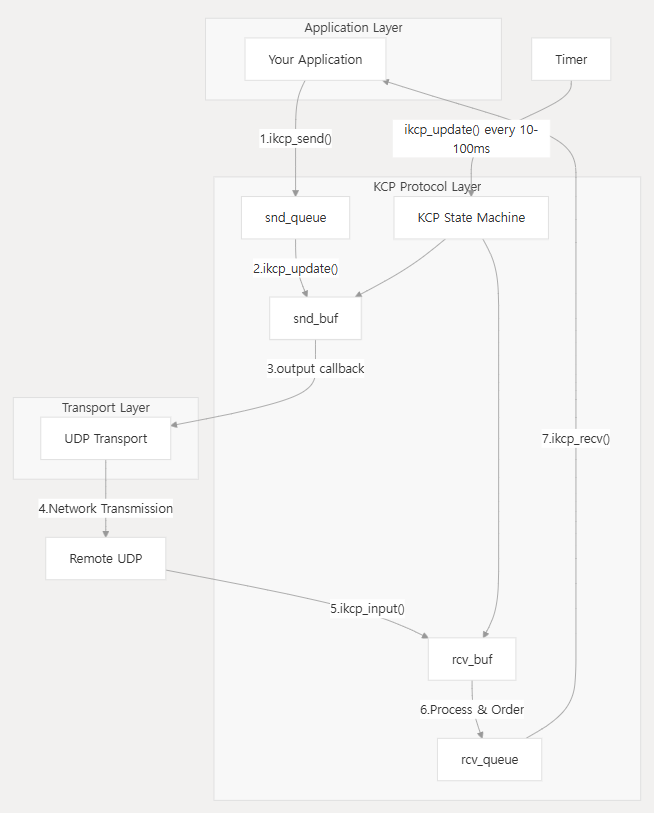 Application Layer
Your Application
Timer
1.ikcp_send()
ikcp_update() every 10-
100ms
KCP Protocol Layer
snd_queue
KCP State Machine
2.ikcp_update()
snd_buf
3.output callback
Transport Layer
UDP Transport
7.ikcp_recv()
4.Network Transmission
Remote UDP
5.ikcp_input()
rcv_buf
6.Process & Order
rcv_queue